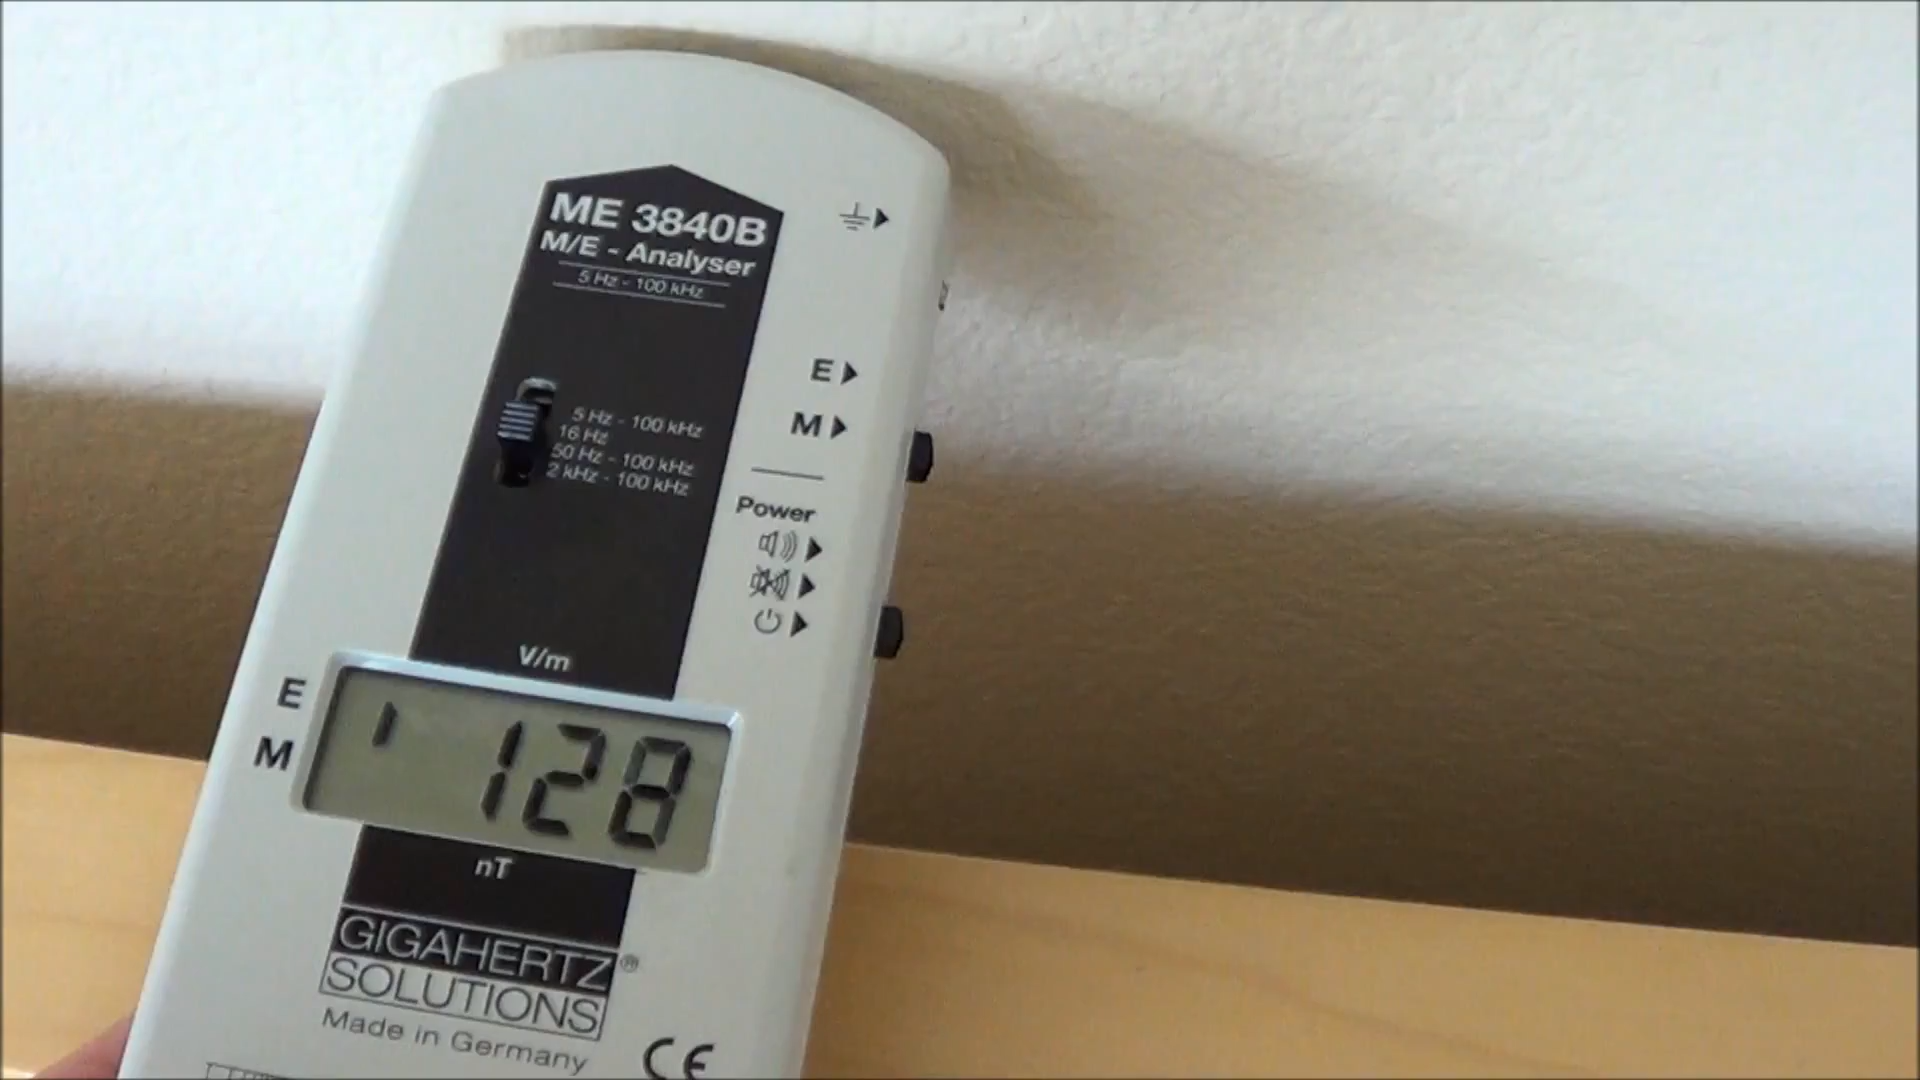 ME 3840B
M/E - Analyser
5 Hz - 100 kHz
E
M
5 Hz - 100 kHz
16 Hz
50 Hz - 100 kHz
2 kHz - 100 kHz
Power
V/m
E
M
128
nT
GIGAHERTZ
SOLUTIONS®
Made in Germany
CE